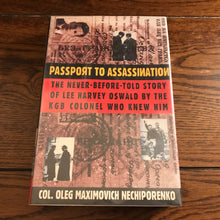 PASSPORT TO ASSASSINATION
THE NEVER-BEFORE-TOLD STORY
OF LEE HARVEY OSWALD BY THE
KGB COLONEL WHO KNEW HIM
COL. OLEG MAXIMOVICH NECHIPORENKO